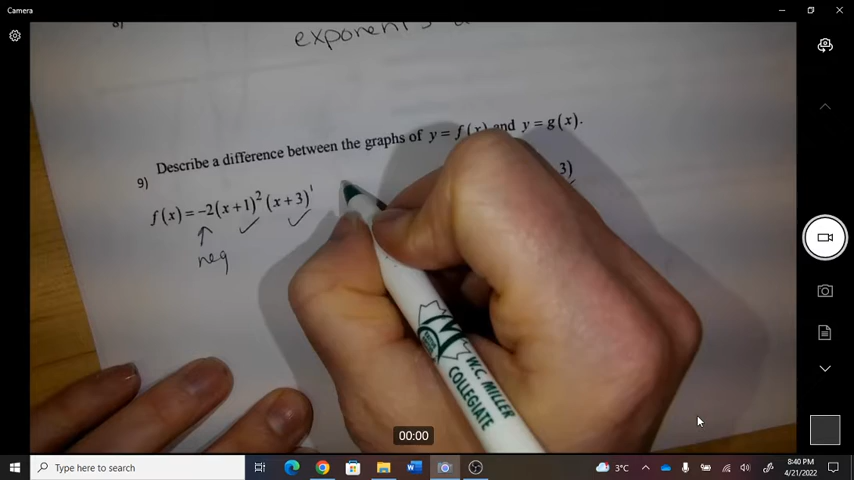 Camera
exponent's
Describe a difference between the graphs of y = f(x) and y = g(x).
9)
3)
f(x) = -2(x+1)² (x+3)¹
neg
W.C. MILLER
COLLEGIATE
00:00
Type here to search
3°C
8:40 PM
4/21/2022